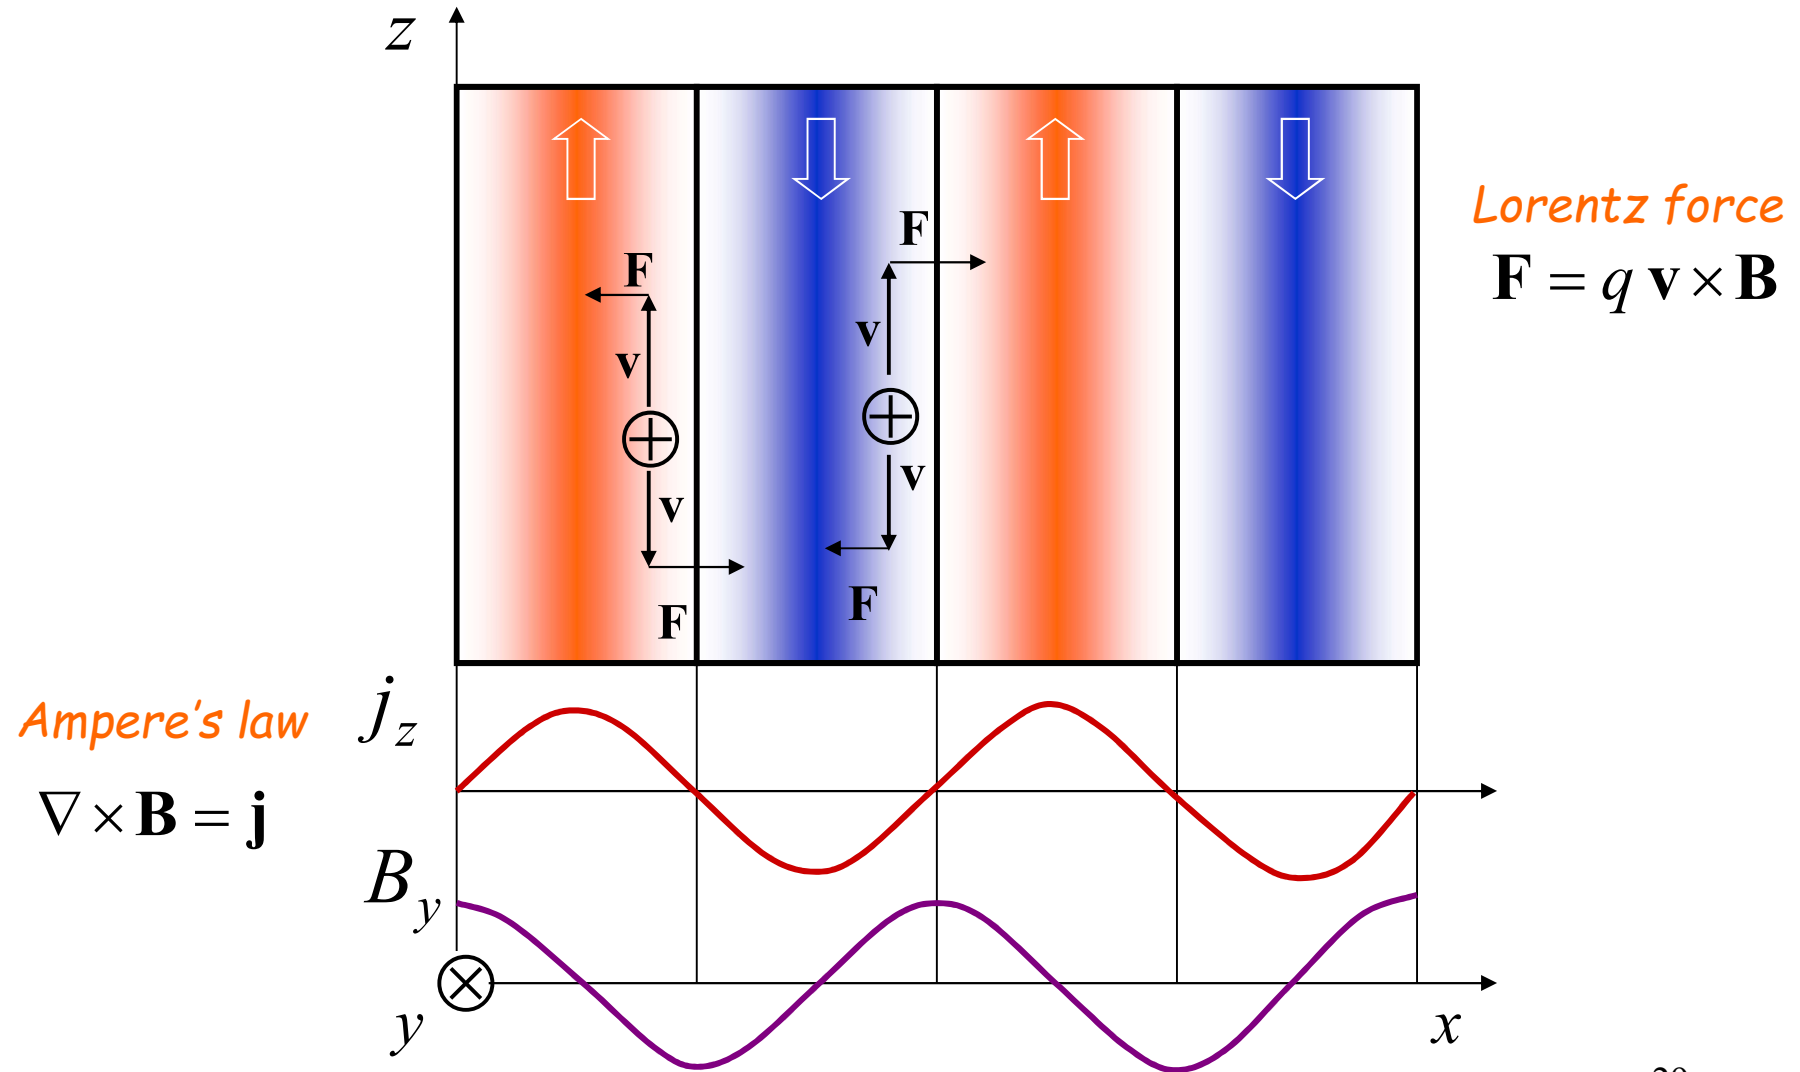 z
F
F
v
v
v
v
F
F
Lorentz force
F = q v × B
j_z
Ampere's law
∇ × B = j
B_y
y
x